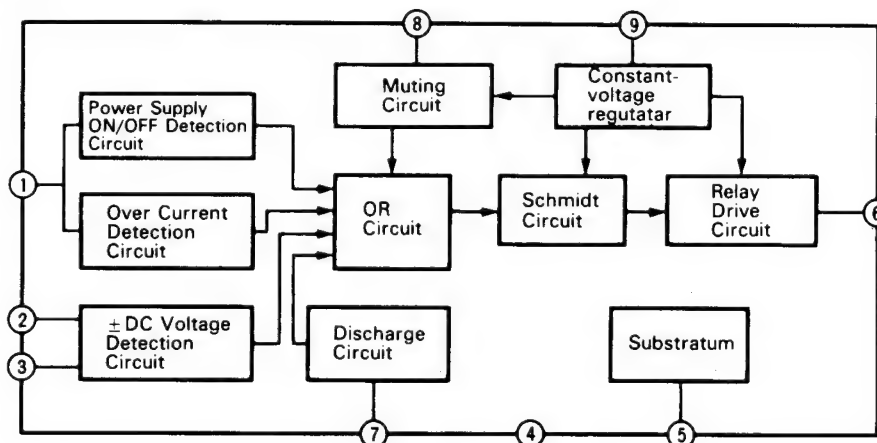 8
9
Muting
Circuit
Constant-
voltage
regutatar
Power Supply
ON/OFF Detection
Circuit
1
Over Current
Detection
Circuit
OR
Circuit
Schmidt
Circuit
Relay
Drive
Circuit
6
2
3
±DC Voltage
Detection
Circuit
Discharge
Circuit
Substratum
7
4
5